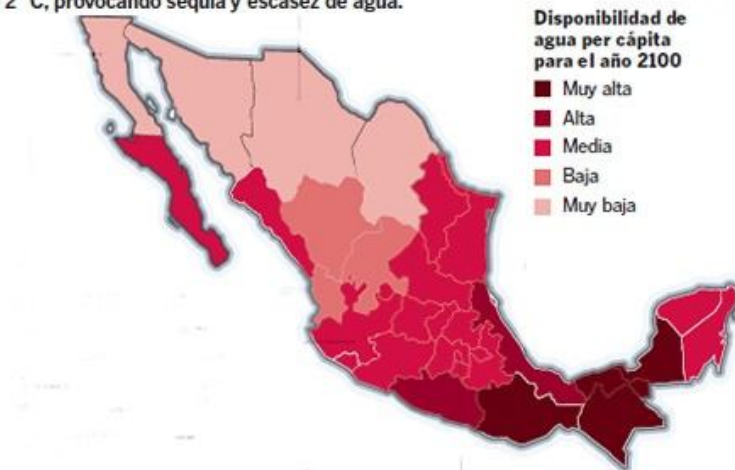 2 °C, provocando sequía y escasez de agua.
Disponibilidad de
agua per cápita
para el año 2100
Muy alta
Alta
Media
Baja
Muy baja